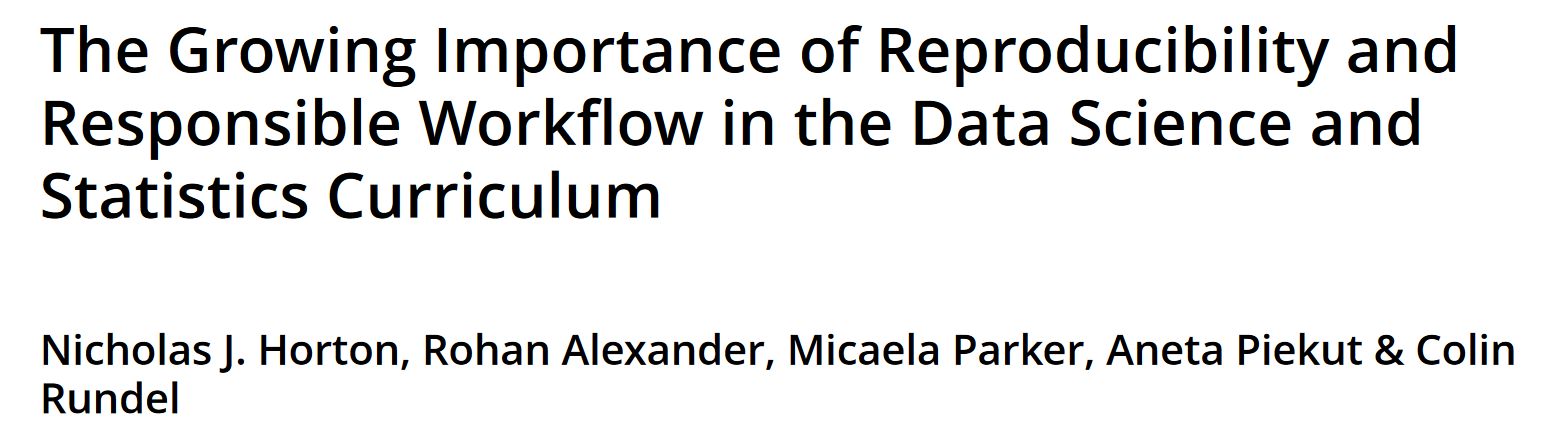 The Growing Importance of Reproducibility and
Responsible Workflow in the Data Science and
Statistics Curriculum
Nicholas J. Horton, Rohan Alexander, Micaela Parker, Aneta Piekut & Colin
Rundel